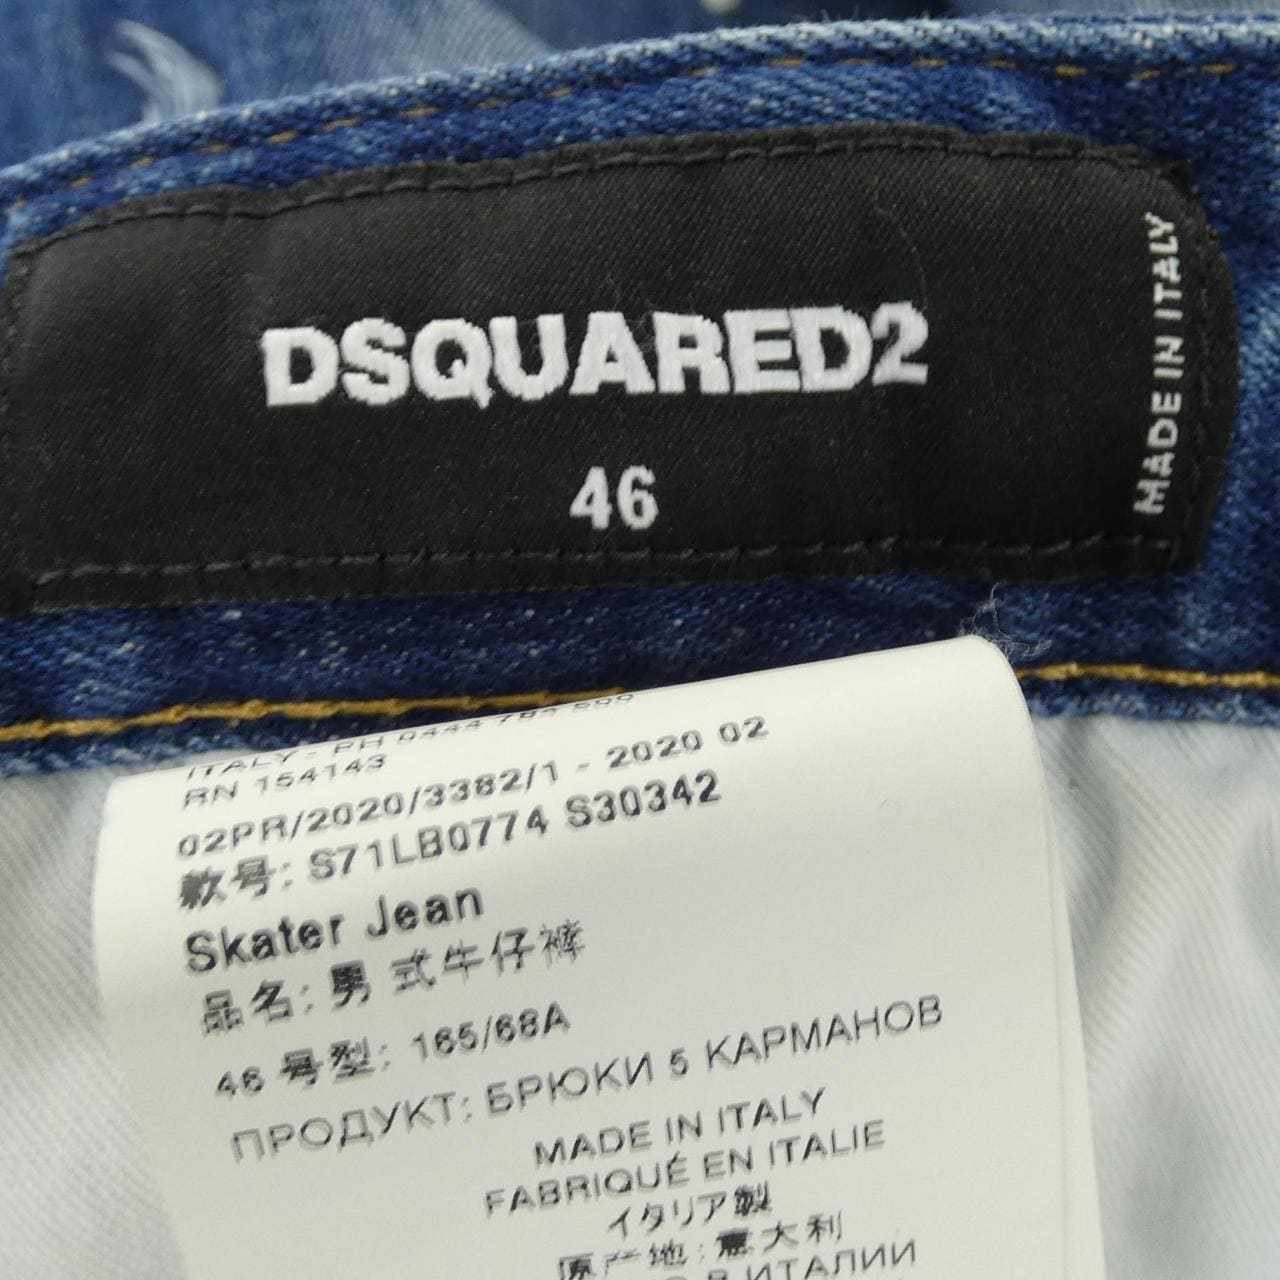 DSQUARED2
46
MADE IN ITALY
ITALY - PH 0444 784 600
RN 154143
02PR/2020/3382/1 - 2020 02
款号: S71LB0774 S30342
Skater Jean
品名: 男 式牛仔裤
46 号型: 165/68A
ПРОДУКТ: БРЮКИ 5 КАРМАНОВ
MADE IN ITALY
FABRIQUÉ EN ITALIE
イタリア製
原产地: 意大利
В ИТАЛИИ